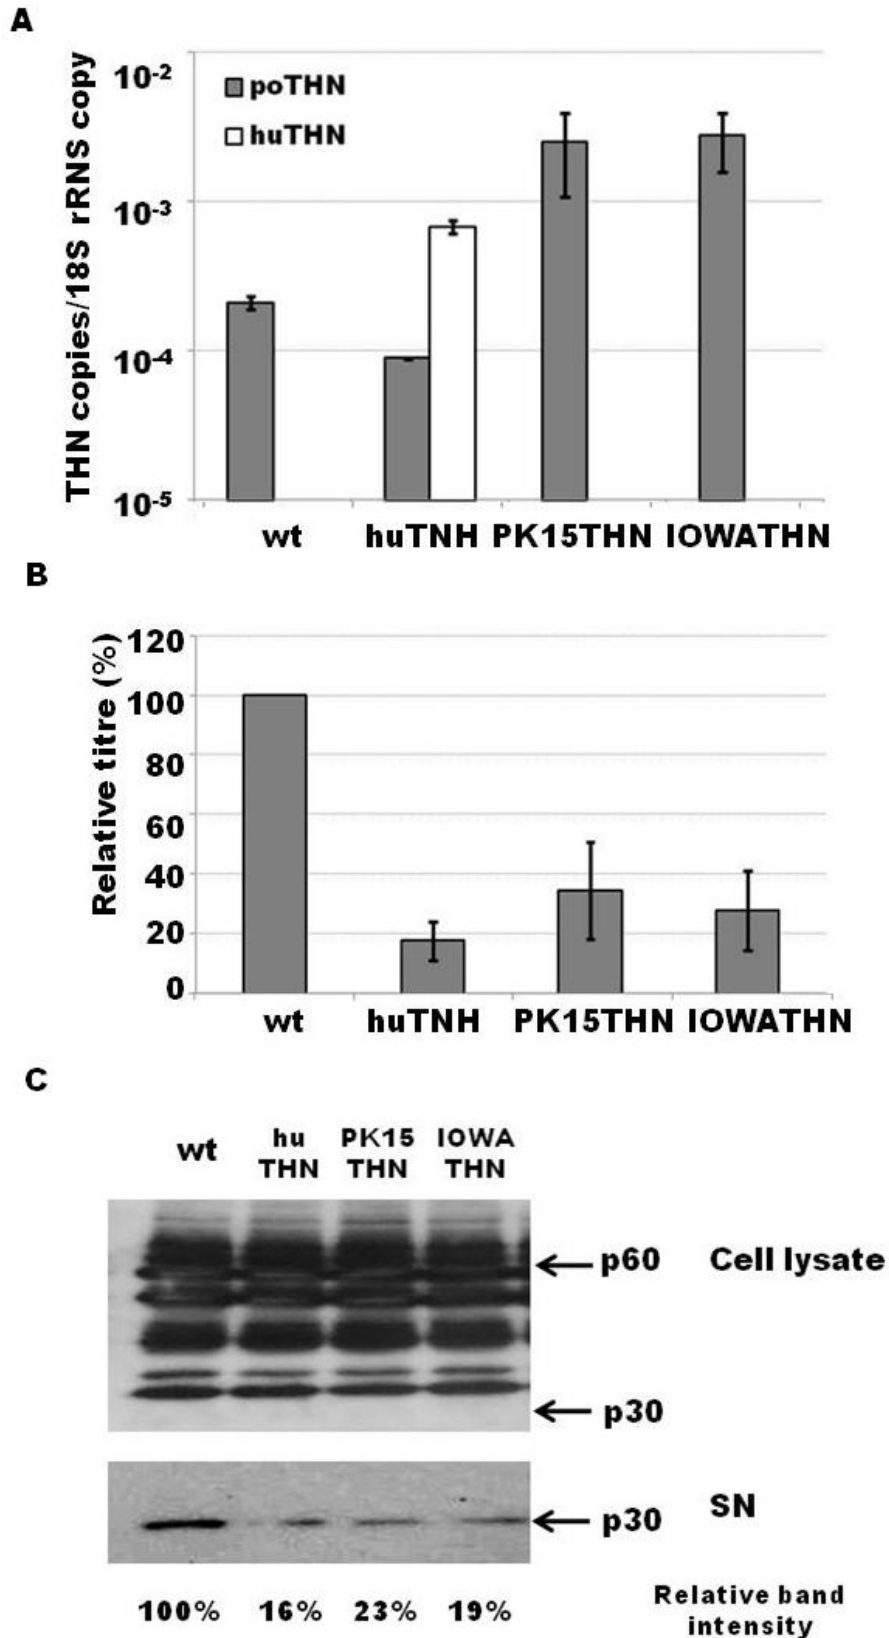 A
THN copies/18S rRNS copy
10-2
10-3
10-4
10-5
poTHN
huTHN
wt huTNH PK15THN IOWATHN
B
Relative titre (%)
120
100
80
60
40
20
0
wt huTNH PK15THN IOWATHN
C
wt hu PK15 IOWA
THN THN THN
p60 Cell lysate
p30
p30 SN
100% 16% 23% 19% Relative band
intensity